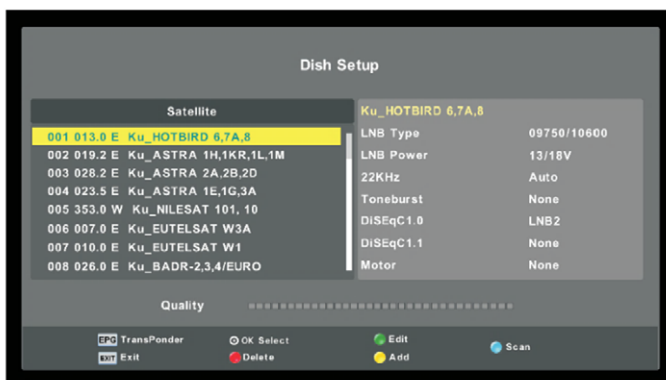 Dish Setup
Satellite
001 013.0 E Ku_HOTBIRD 6,7A,8
002 019.2 E Ku_ASTRA 1H,1KR,1L,1M
003 028.2 E Ku_ASTRA 2A,2B,2D
004 023.5 E Ku_ASTRA 1E,1G,3A
005 353.0 W Ku_NILESAT 101, 10
006 007.0 E Ku_EUTELSAT W3A
007 010.0 E Ku_EUTELSAT W1
008 026.0 E Ku_BADR-2,3,4/EURO
Ku_HOTBIRD 6,7A,8
LNB Type 09750/10600
LNB Power 13/18V
22KHz Auto
Toneburst None
DiSEqC1.0 LNB2
DiSEqC1.1 None
Motor None
Quality
EPG TransPonder OK Select Edit Scan
EXIT Exit Delete Add